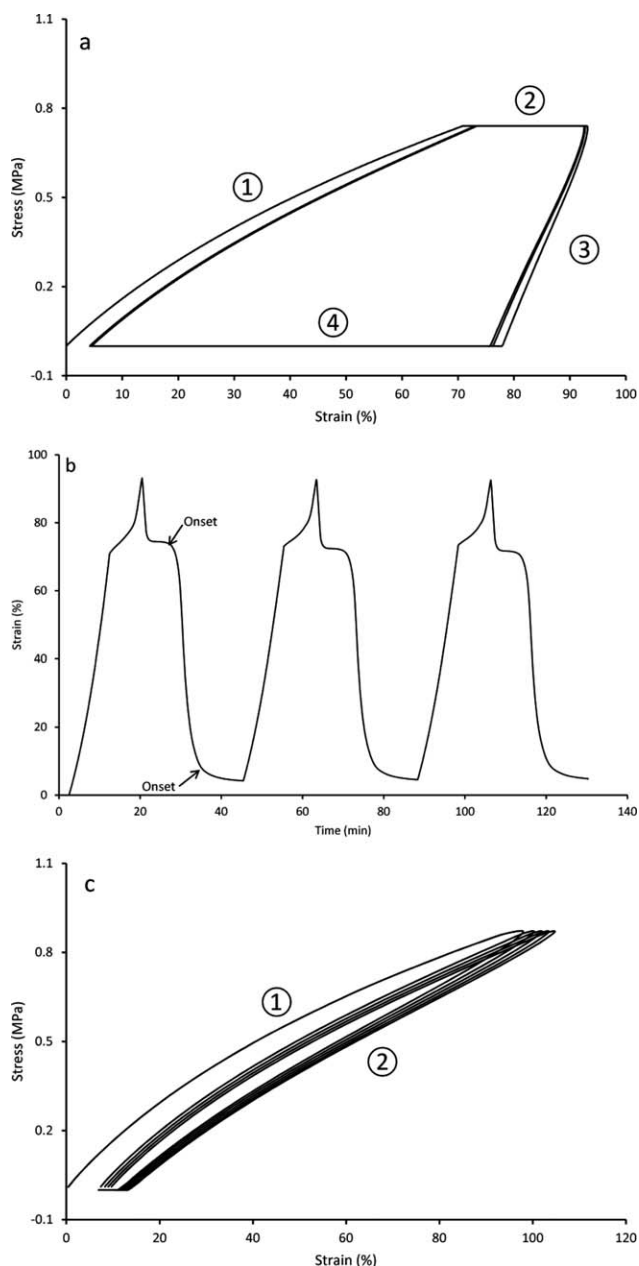 a
1.1
0.8
0.5
0.2
-0.1
Stress (MPa)
0 10 20 30 40 50 60 70 80 90 100
Strain (%)
①
②
③
④
b
100
80
60
40
20
0
Strain (%)
Onset
Onset
0 20 40 60 80 100 120 140
Time (min)
c
1.1
0.8
0.5
0.2
-0.1
Stress (MPa)
①
②
0 20 40 60 80 100 120
Strain (%)